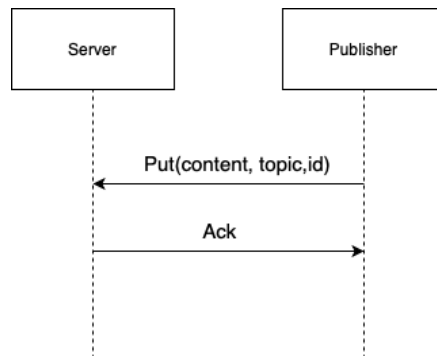 Server
Publisher
Put(content, topic,id)
Ack